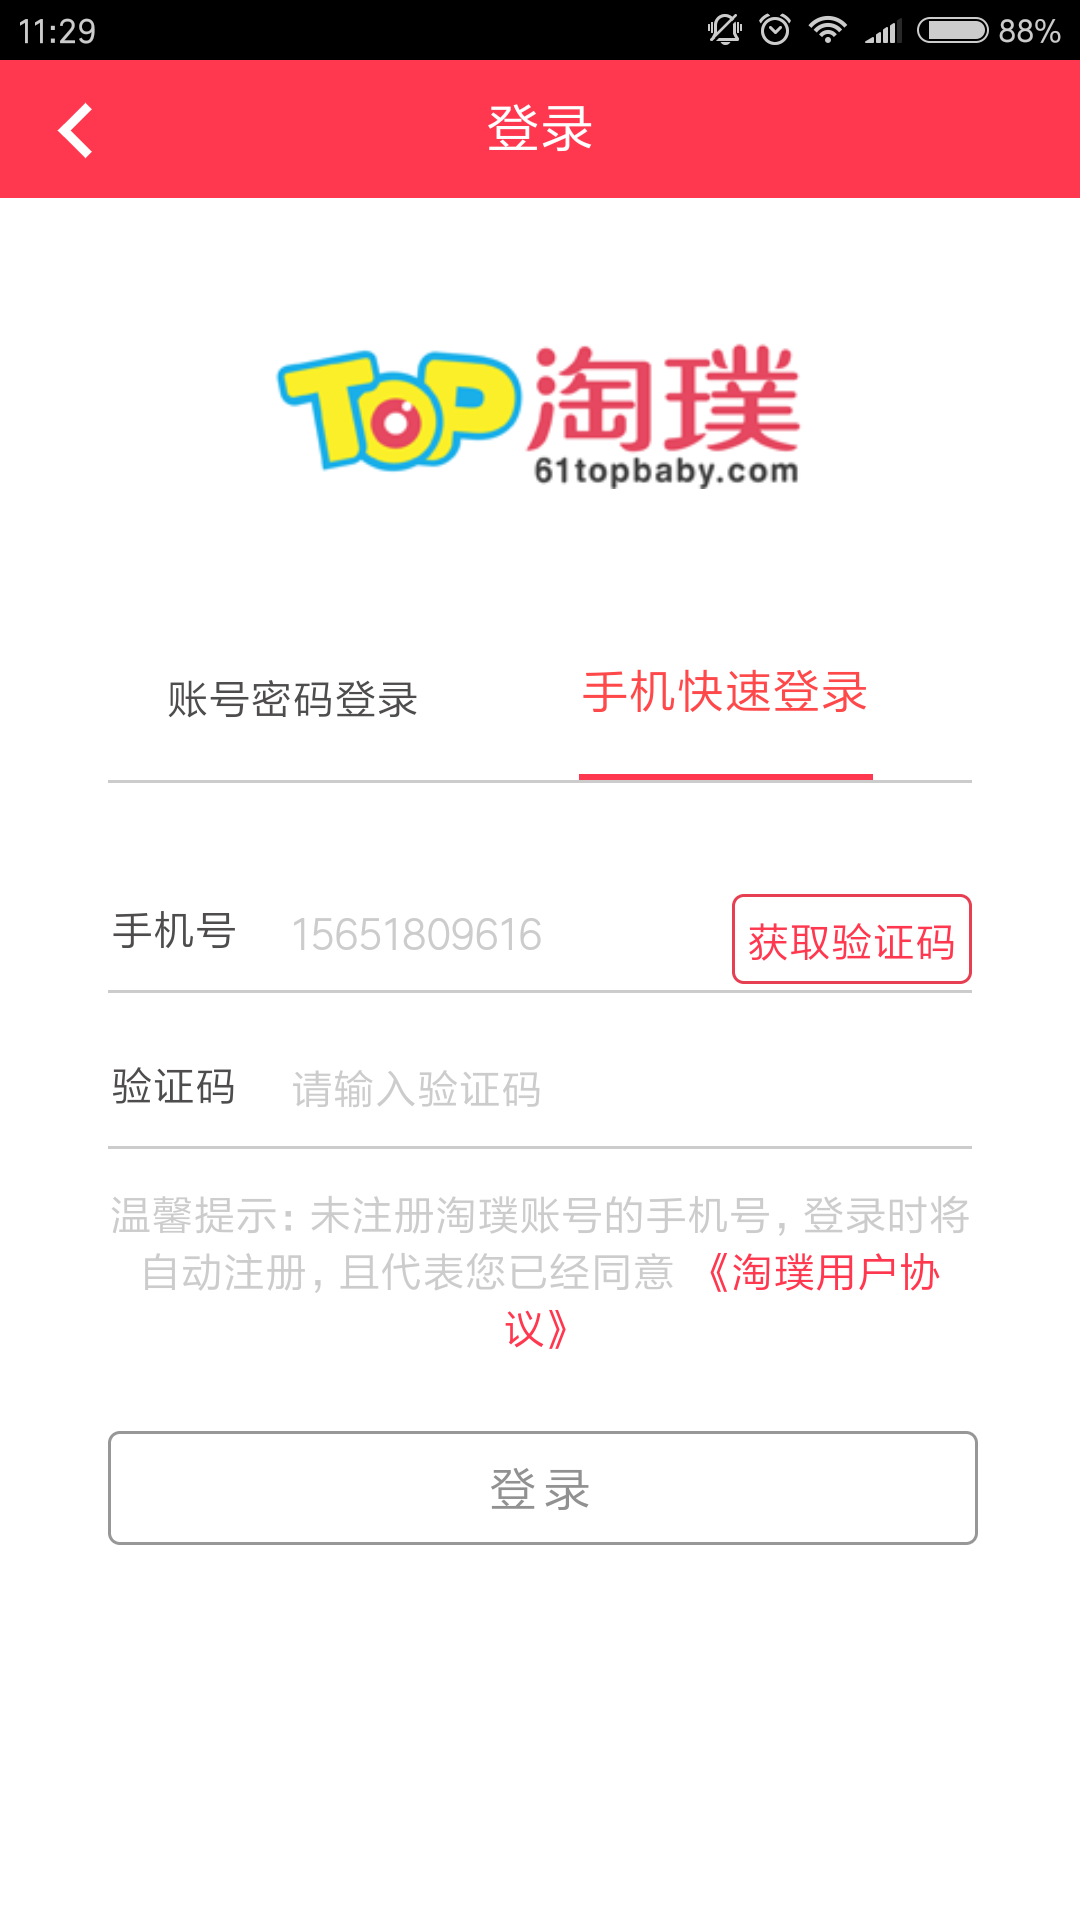 11:29
88%
登录
TOP淘璞
61topbaby.com
账号密码登录
手机快速登录
手机号
15651809616
获取验证码
验证码
请输入验证码
温馨提示：未注册淘璞账号的手机号，登录时将
自动注册，且代表您已经同意 《淘璞用户协
议》
登录